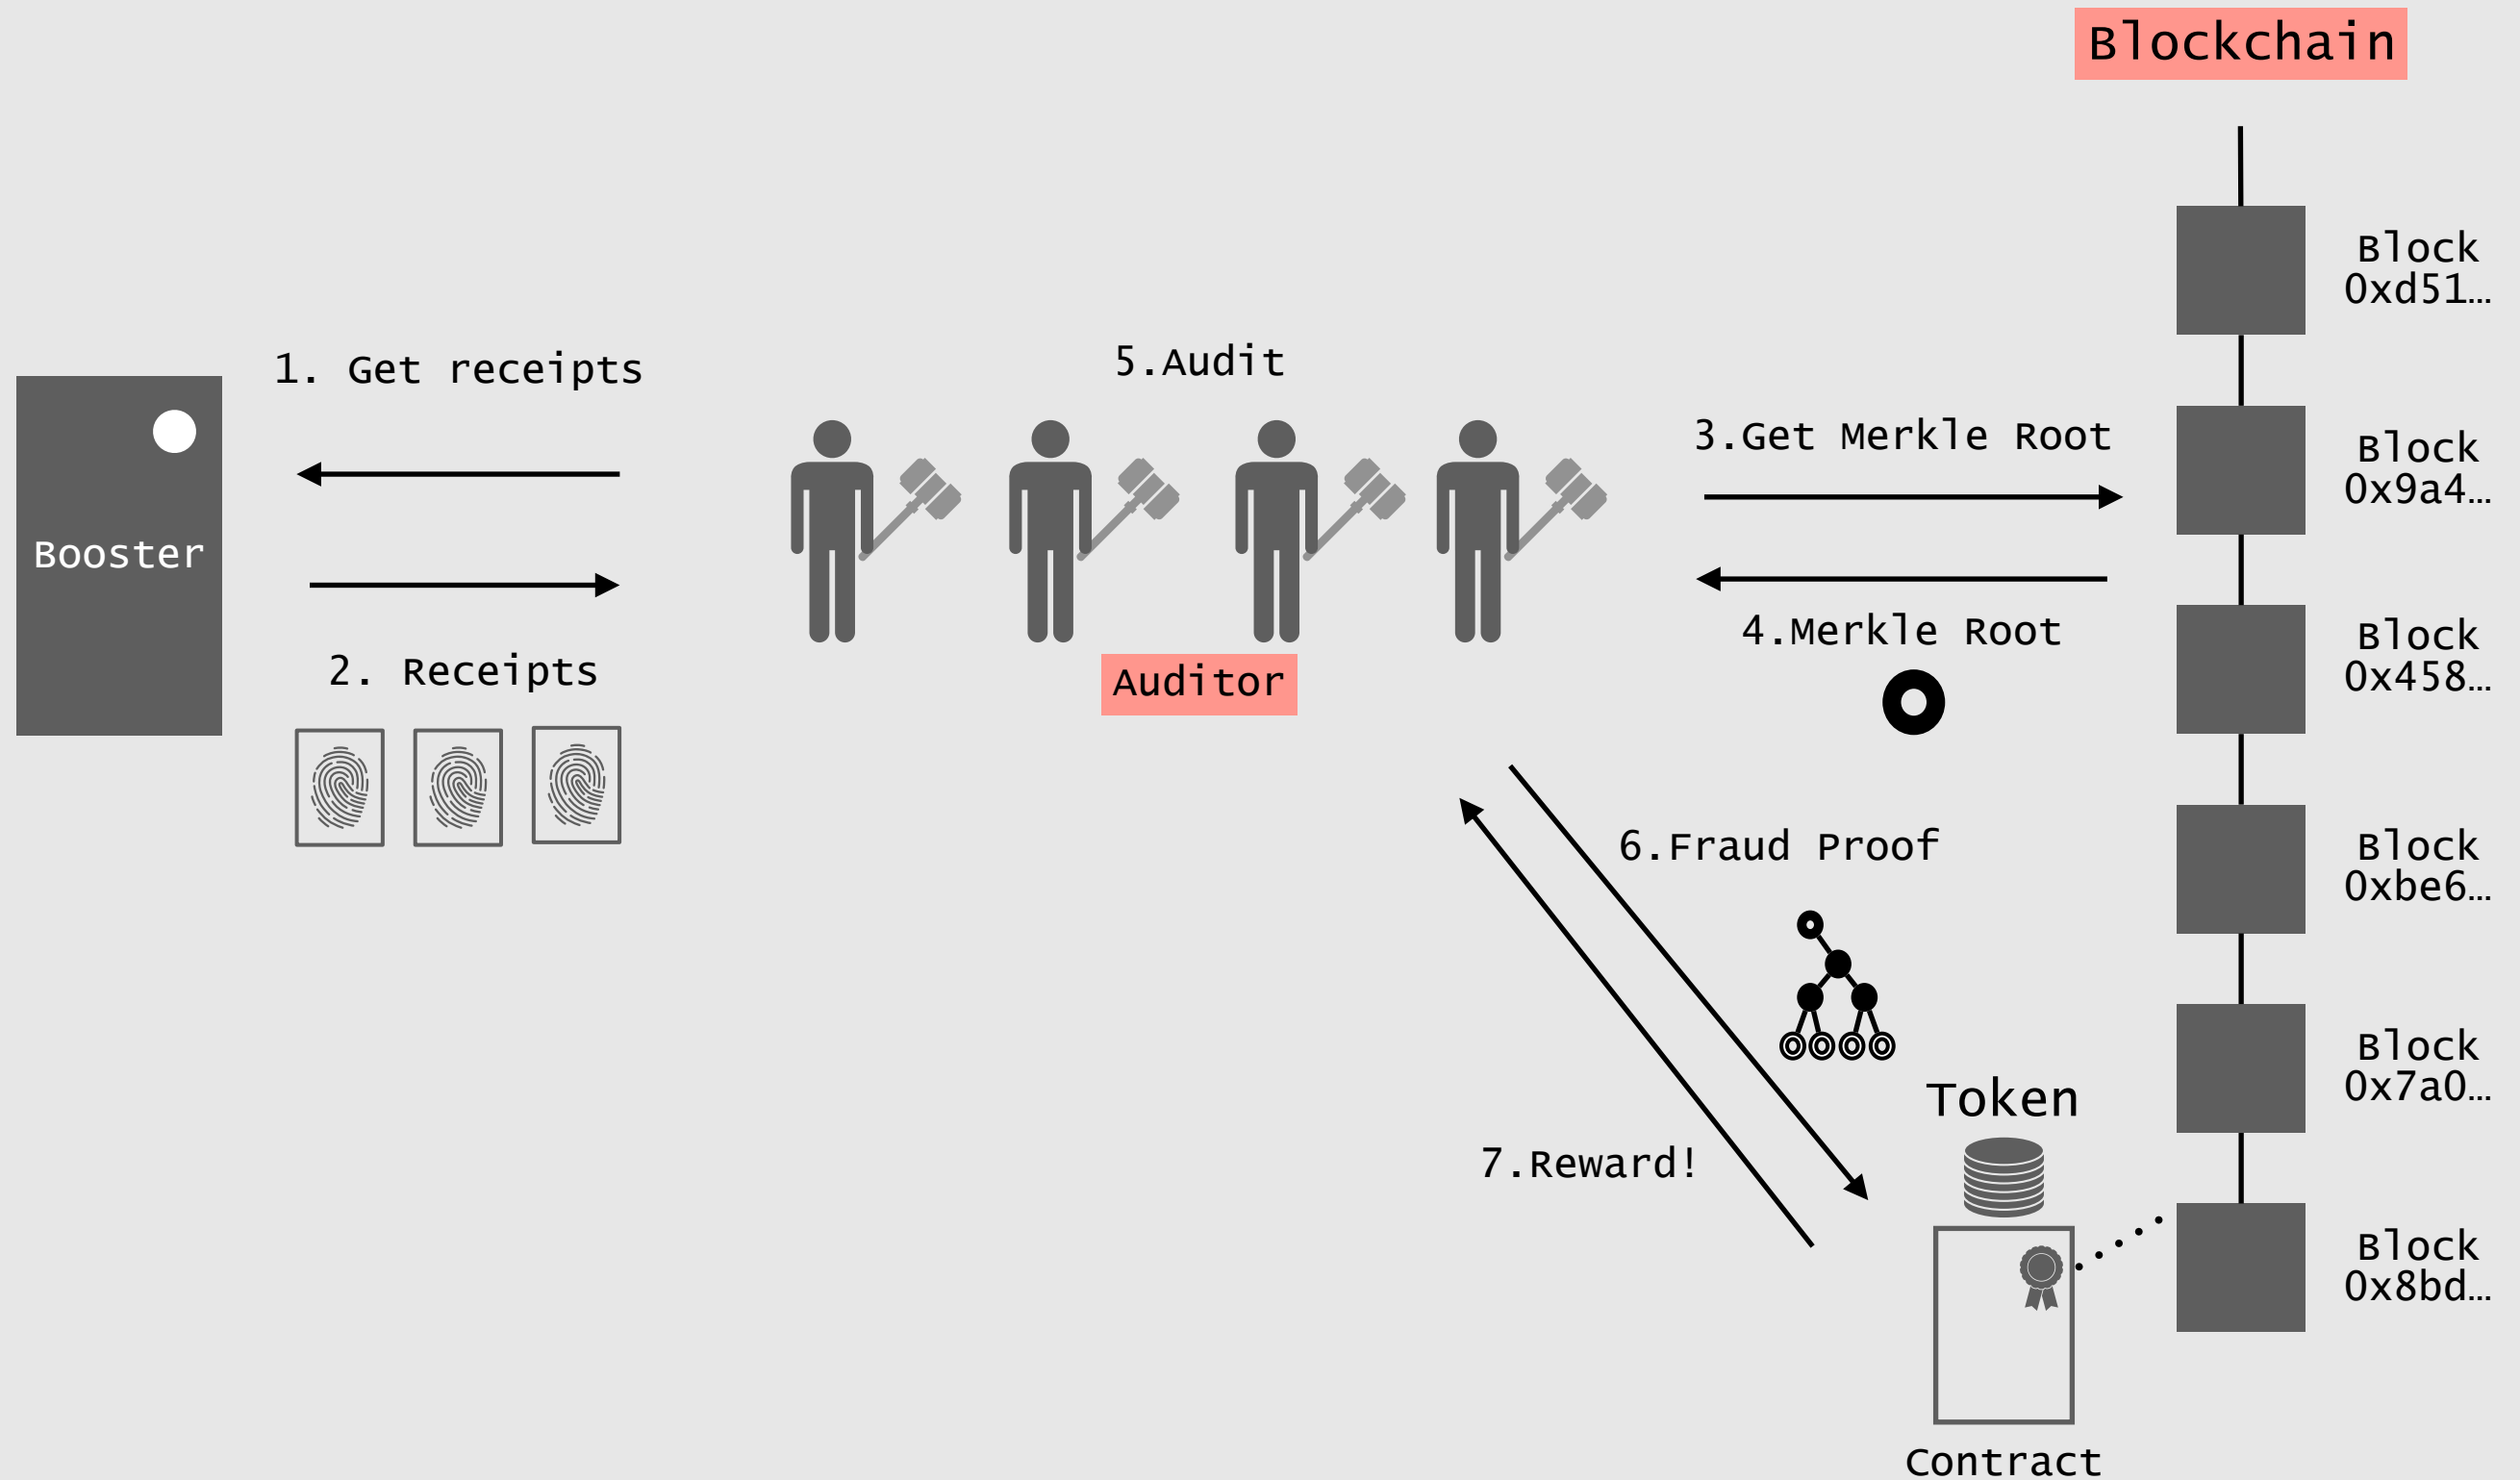 Blockchain
Block
0xd51…
1. Get receipts
5.Audit
3.Get Merkle Root
Block
0x9a4…
Booster
4.Merkle Root
Block
0x458…
2. Receipts
Auditor
6.Fraud Proof
Block
0xbe6…
Token
Block
0x7a0…
7.Reward!
Block
0x8bd…
Contract